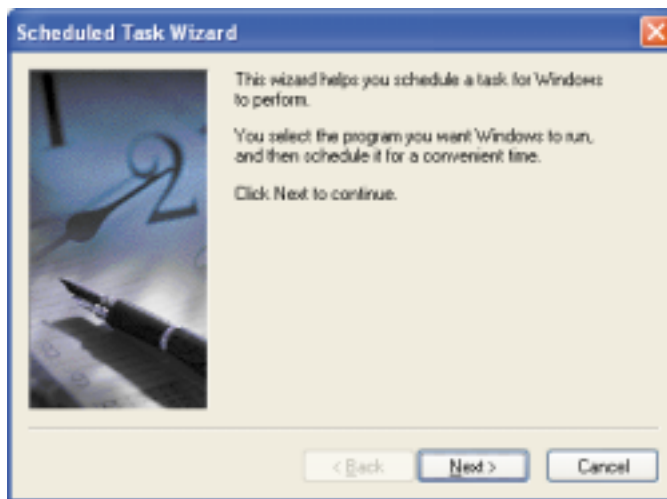 Scheduled Task Wizard
This wizard helps you schedule a task for Windows
to perform.
You select the program you want Windows to run,
and then schedule it for a convenient time.
Click Next to continue.
2
< Back
Next >
Cancel